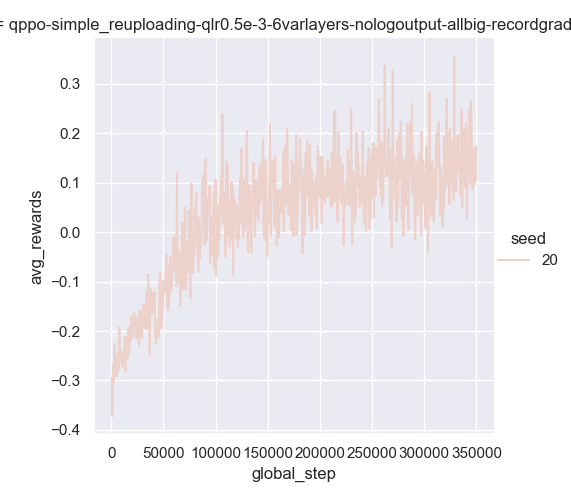 = qppo-simple_reuploading-qlr0.5e-3-6varlayers-nologoutput-allbig-recordgrad
0.3
0.2
0.1
0.0
−0.1
−0.2
−0.3
−0.4
avg_rewards
0 50000 100000 150000 200000 250000 300000 350000
global_step
seed
20